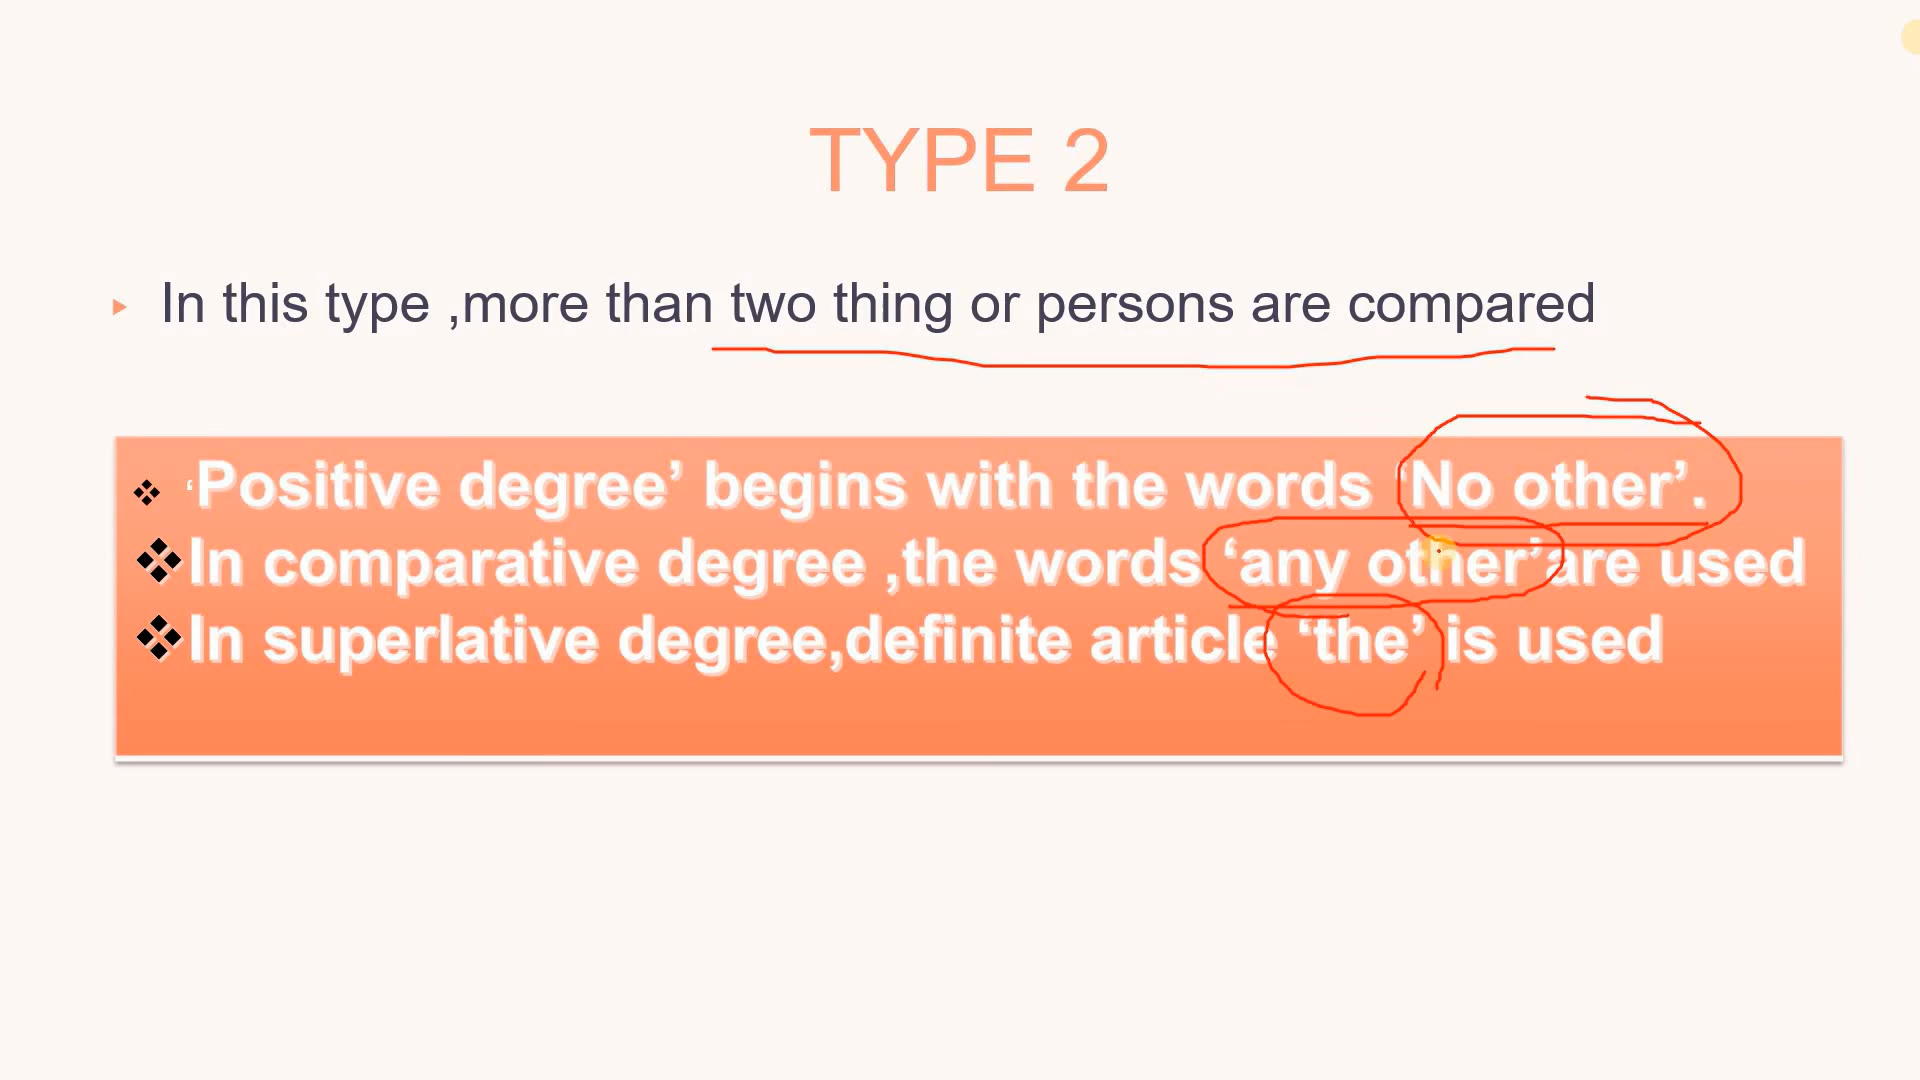 TYPE 2
In this type ,more than two thing or persons are compared
‘Positive degree’ begins with the words ‘No other’.
In comparative degree ,the words ‘any other’are used
In superlative degree,definite article ‘the’ is used